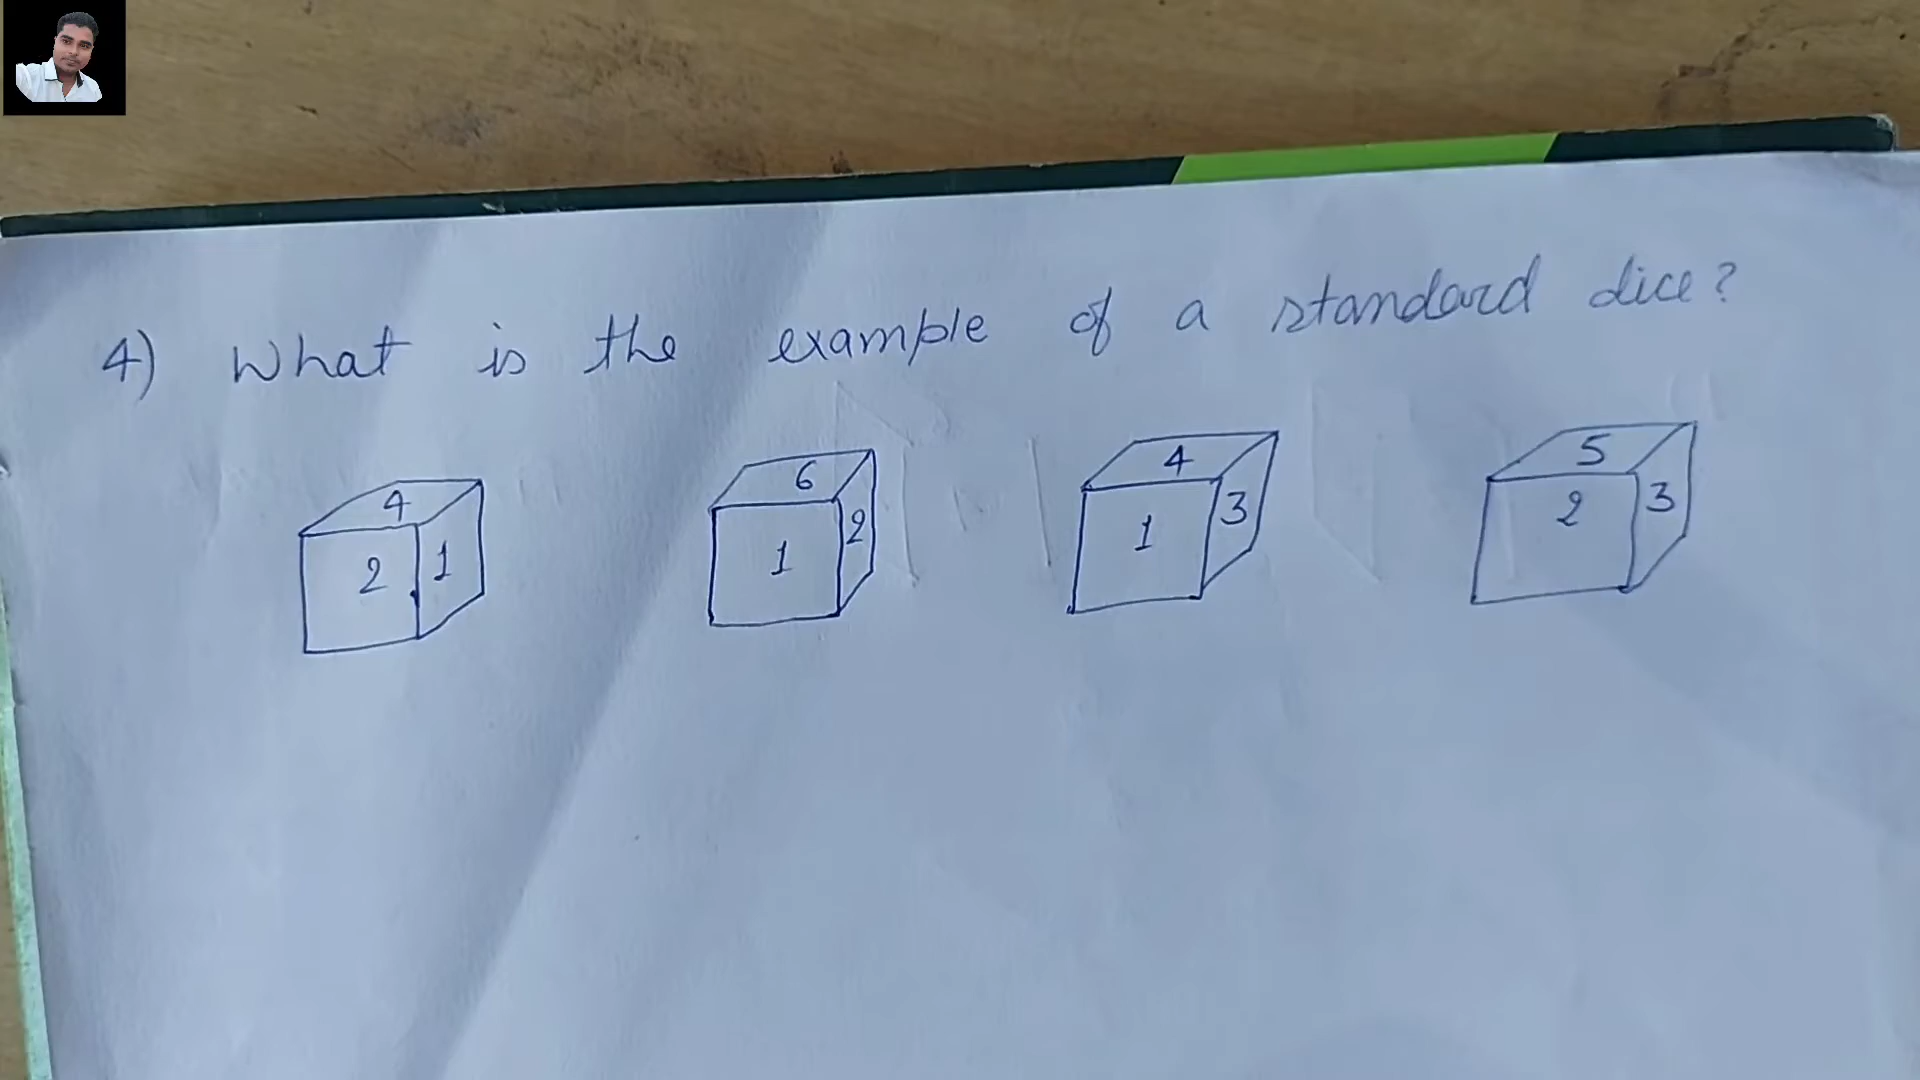 4) What is the example of a standard dice?
4 6 4 5
2 1 1 2 1 3 2 3